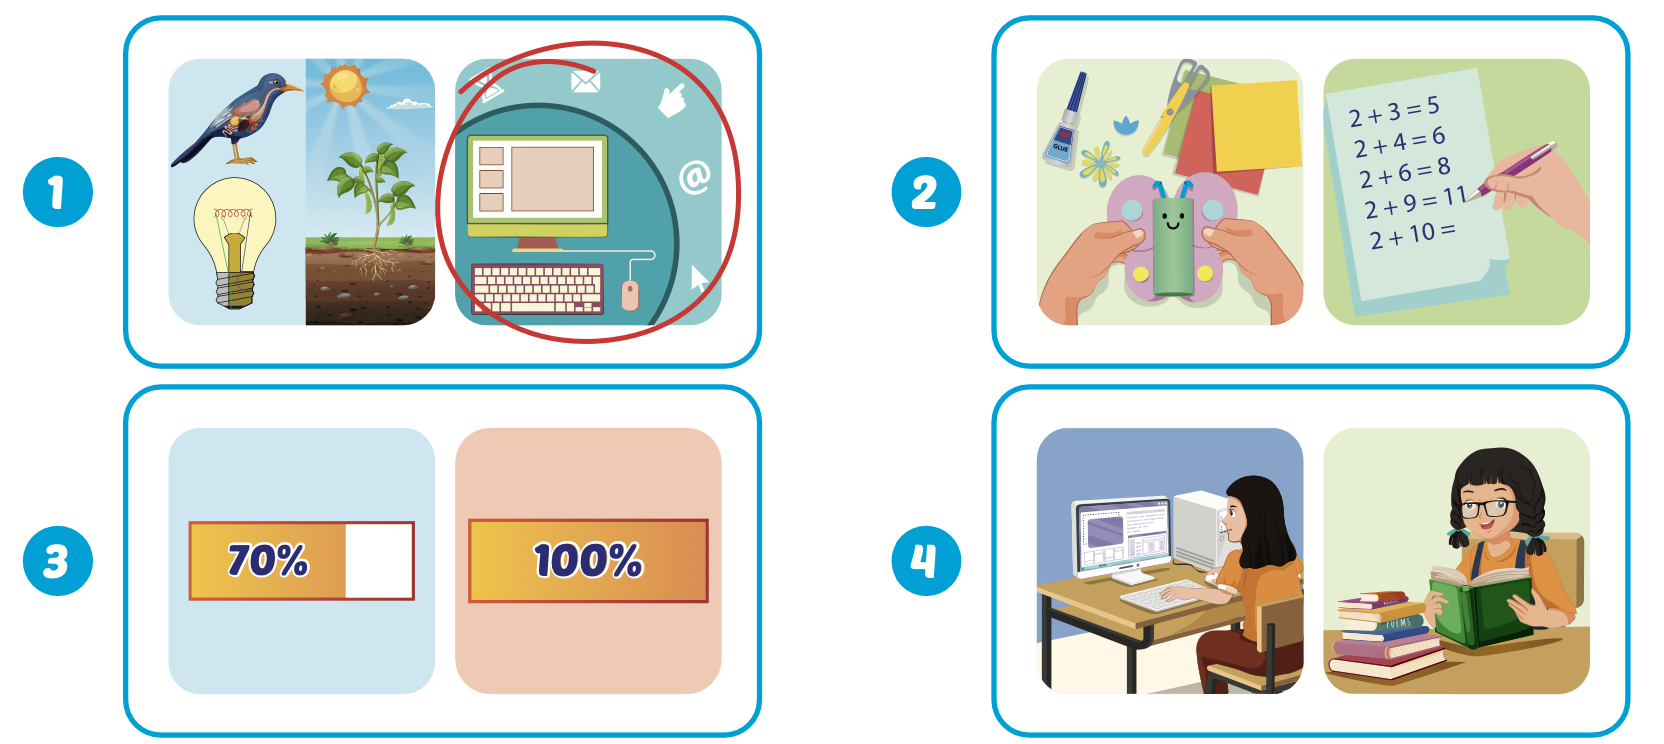 1
@
2
GLUE
2 + 3 = 5
2 + 4 = 6
2 + 6 = 8
2 + 9 = 11
2 + 10 =
3
70%
100%
4
POEMS